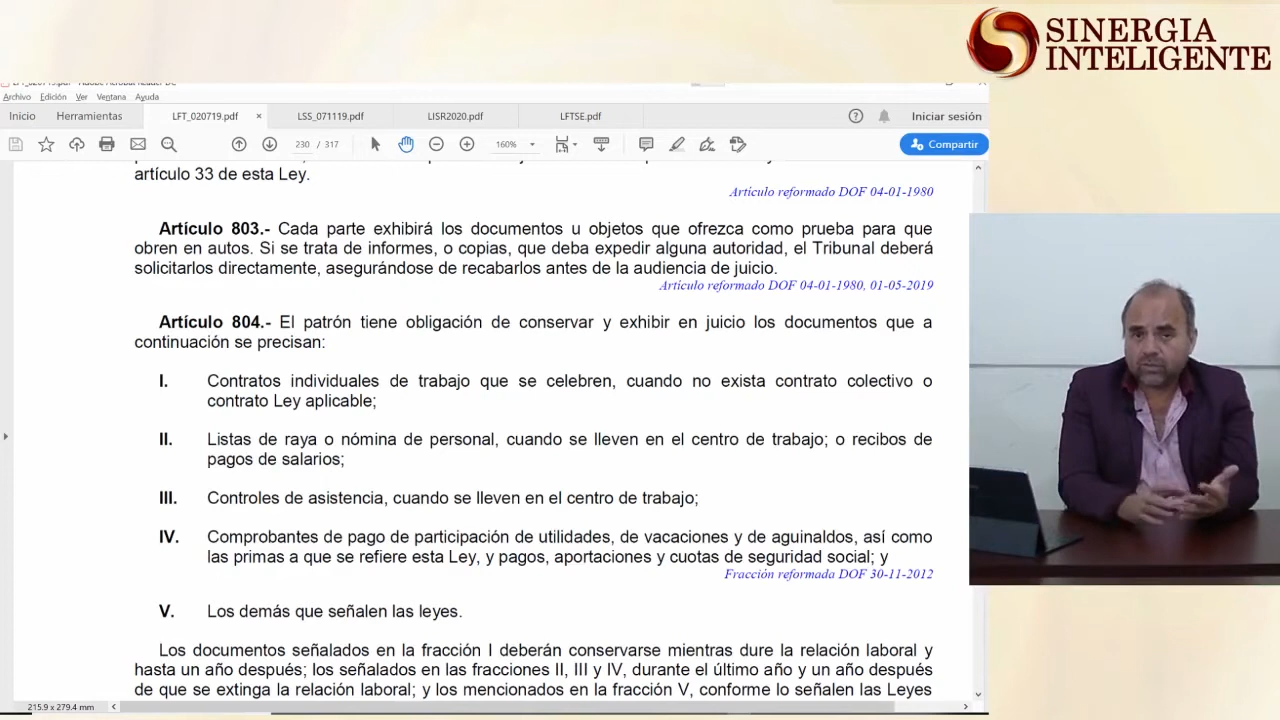 SINERGIA
INTELIGENTE
Archivo Edición Ver Ventana Ayuda
Inicio Herramientas LFT_020719.pdf × LSS_071119.pdf LISR2020.pdf LFTSE.pdf Iniciar sesión
230 / 317 160% Compartir
artículo 33 de esta Ley.
Artículo reformado DOF 04-01-1980
Artículo 803.- Cada parte exhibirá los documentos u objetos que ofrezca como prueba para que
obren en autos. Si se trata de informes, o copias, que deba expedir alguna autoridad, el Tribunal deberá
solicitarlos directamente, asegurándose de recabarlos antes de la audiencia de juicio.
Artículo reformado DOF 04-01-1980, 01-05-2019
Artículo 804.- El patrón tiene obligación de conservar y exhibir en juicio los documentos que a
continuación se precisan:
I. Contratos individuales de trabajo que se celebren, cuando no exista contrato colectivo o
contrato Ley aplicable;
II. Listas de raya o nómina de personal, cuando se lleven en el centro de trabajo; o recibos de
pagos de salarios;
III. Controles de asistencia, cuando se lleven en el centro de trabajo;
IV. Comprobantes de pago de participación de utilidades, de vacaciones y de aguinaldos, así como
las primas a que se refiere esta Ley, y pagos, aportaciones y cuotas de seguridad social; y
Fracción reformada DOF 30-11-2012
V. Los demás que señalen las leyes.
Los documentos señalados en la fracción I deberán conservarse mientras dure la relación laboral y
hasta un año después; los señalados en las fracciones II, III y IV, durante el último año y un año después
de que se extinga la relación laboral; y los mencionados en la fracción V, conforme lo señalen las Leyes
215.9 x 279.4 mm